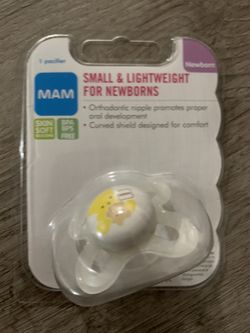 1 pacifier
Newborn
MAM
SMALL & LIGHTWEIGHT
FOR NEWBORNS
• Orthodontic nipple promotes proper
oral development
• Curved shield designed for comfort
SKIN
SOFT
BPA
BPS
FREE